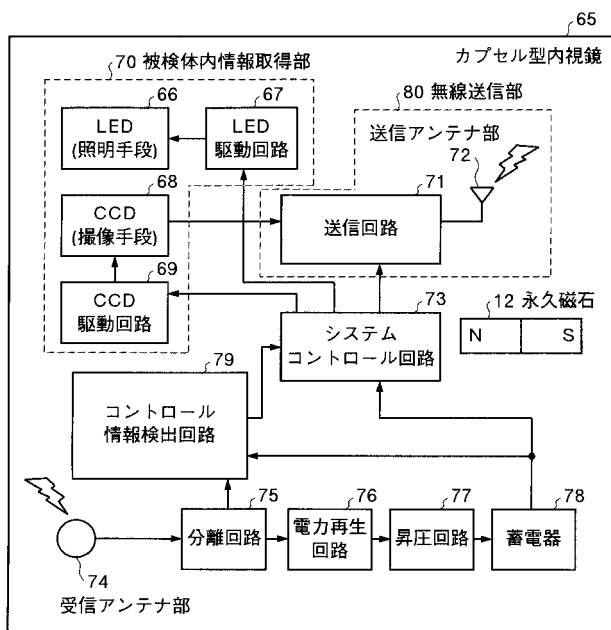 65
カプセル型内視鏡
70 被検体内情報取得部
66
LED
(照明手段)
67
LED
駆動回路
80 無線送信部
送信アンテナ部
72
68
CCD
(撮像手段)
71
送信回路
69
CCD
駆動回路
73
システム
コントロール回路
12 永久磁石
N
S
79
コントロール
情報検出回路
75
分離回路
76
電力再生
回路
77
昇圧回路
78
蓄電器
74
受信アンテナ部